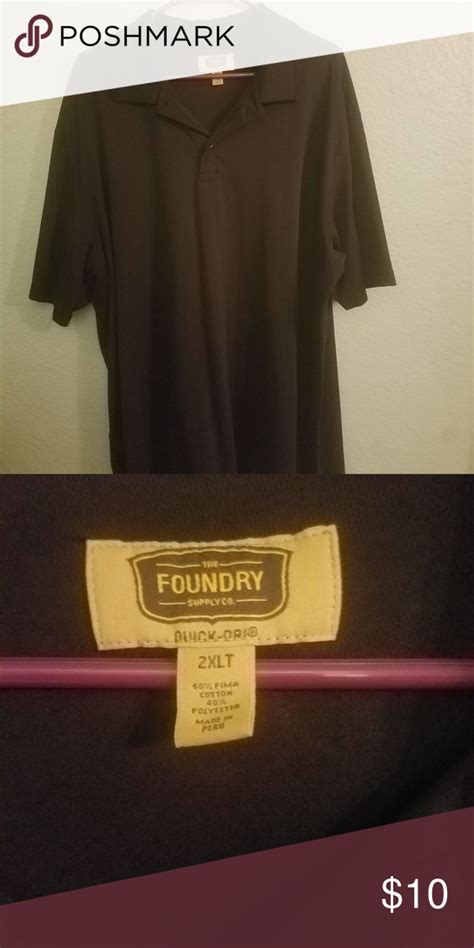 POSHMARK
THE
FOUNDRY
SUPPLY CO.
QUICK-DRI®
2XLT
60% PIMA
COTTON
40%
POLYESTER
MADE IN
PERU
$10